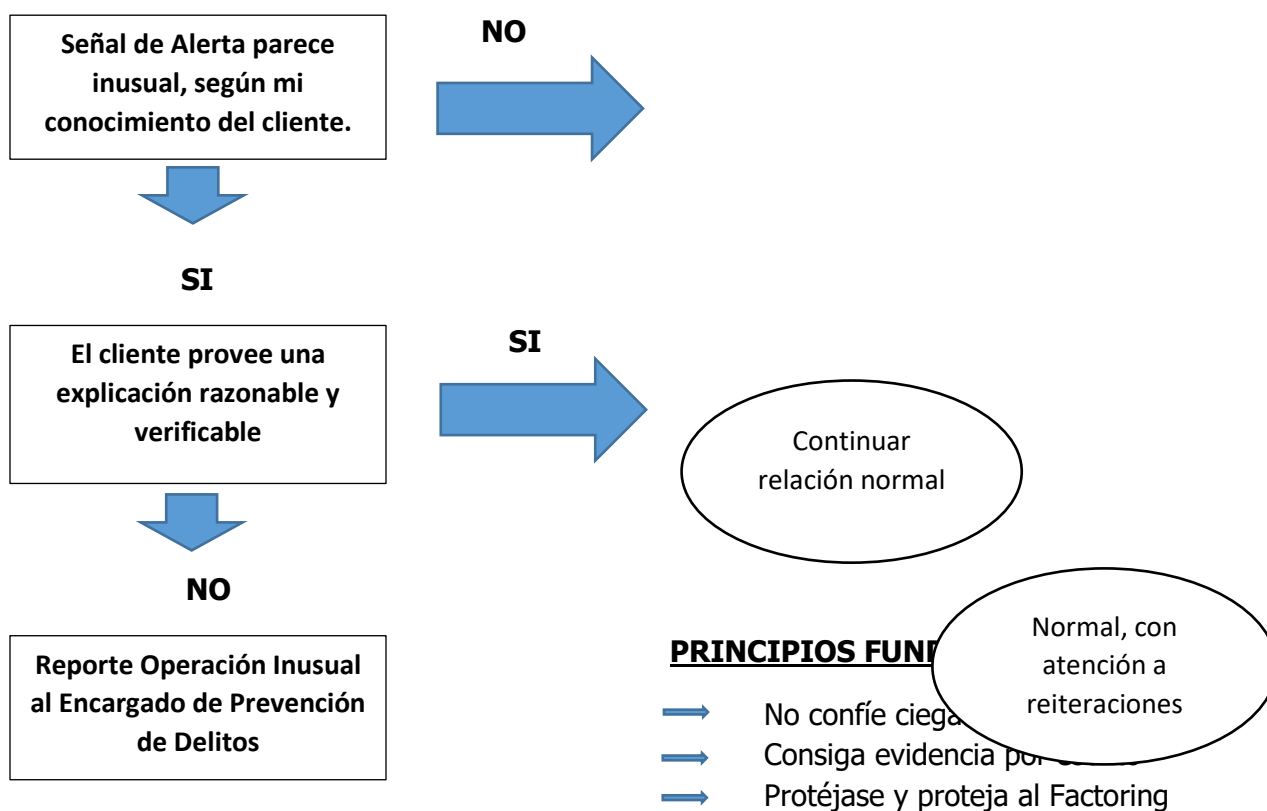 Señal de Alerta parece
inusual, según mi
conocimiento del cliente.
NO
SI
El cliente provee una
explicación razonable y
verificable
SI
Continuar
relación normal
NO
Reporte Operación Inusual
al Encargado de Prevención
de Delitos
Normal, con
atención a
reiteraciones
PRINCIPIOS
No confíe
Consiga evidencia por
Protéjase y proteja al Factoring